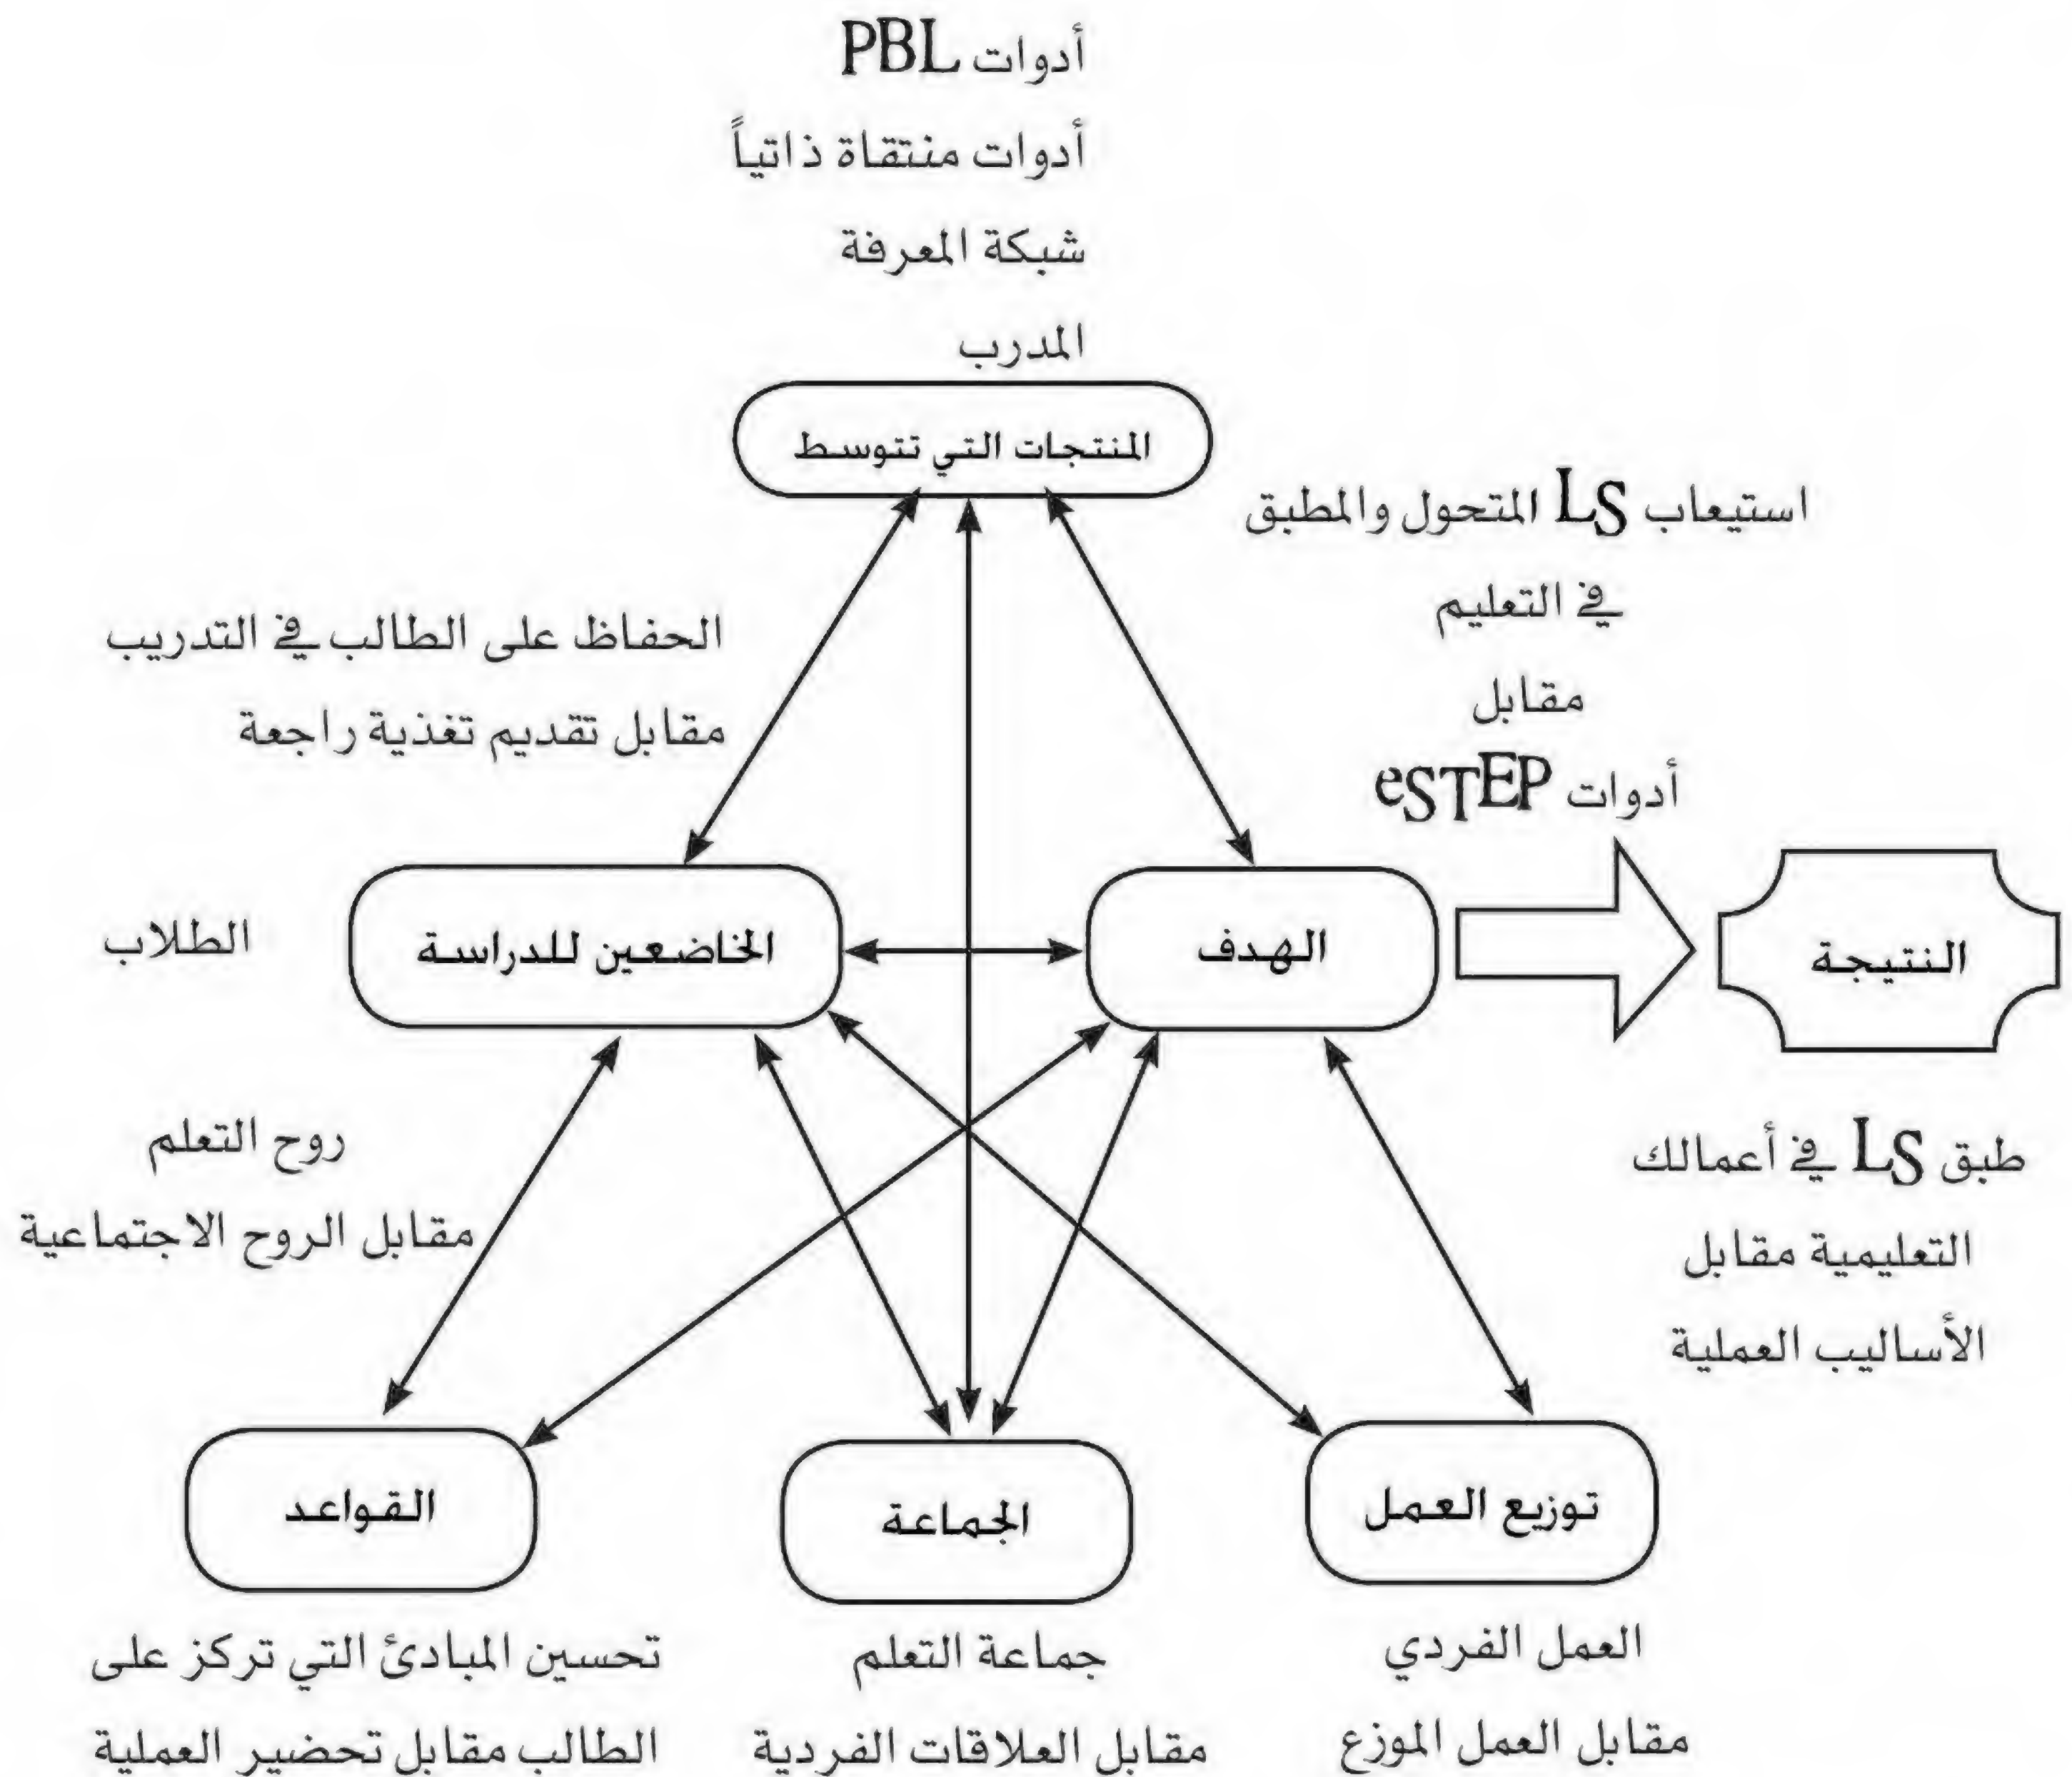 أدوات PBL
أدوات منتقاة ذاتياً
شبكة المعرفة
المدرب
المنتجات التي تتوسط
استيعاب LS المتحول والمطبق
في التعليم
مقابل
أدوات eSTEP
الحفاظ على الطالب في التدريب
مقابل تقديم تغذية راجعة
الطلاب
الخاضعين للدراسة
الهدف
النتيجة
روح التعلم
مقابل الروح الاجتماعية
طبق LS في أعمالك
التعليمية مقابل
الأساليب العملية
القواعد
الجماعة
توزيع العمل
تحسين المبادئ التي تركز على
الطالب مقابل تحضير العملية
جماعة التعلم
مقابل العلاقات الفردية
العمل الفردي
مقابل العمل الموزع